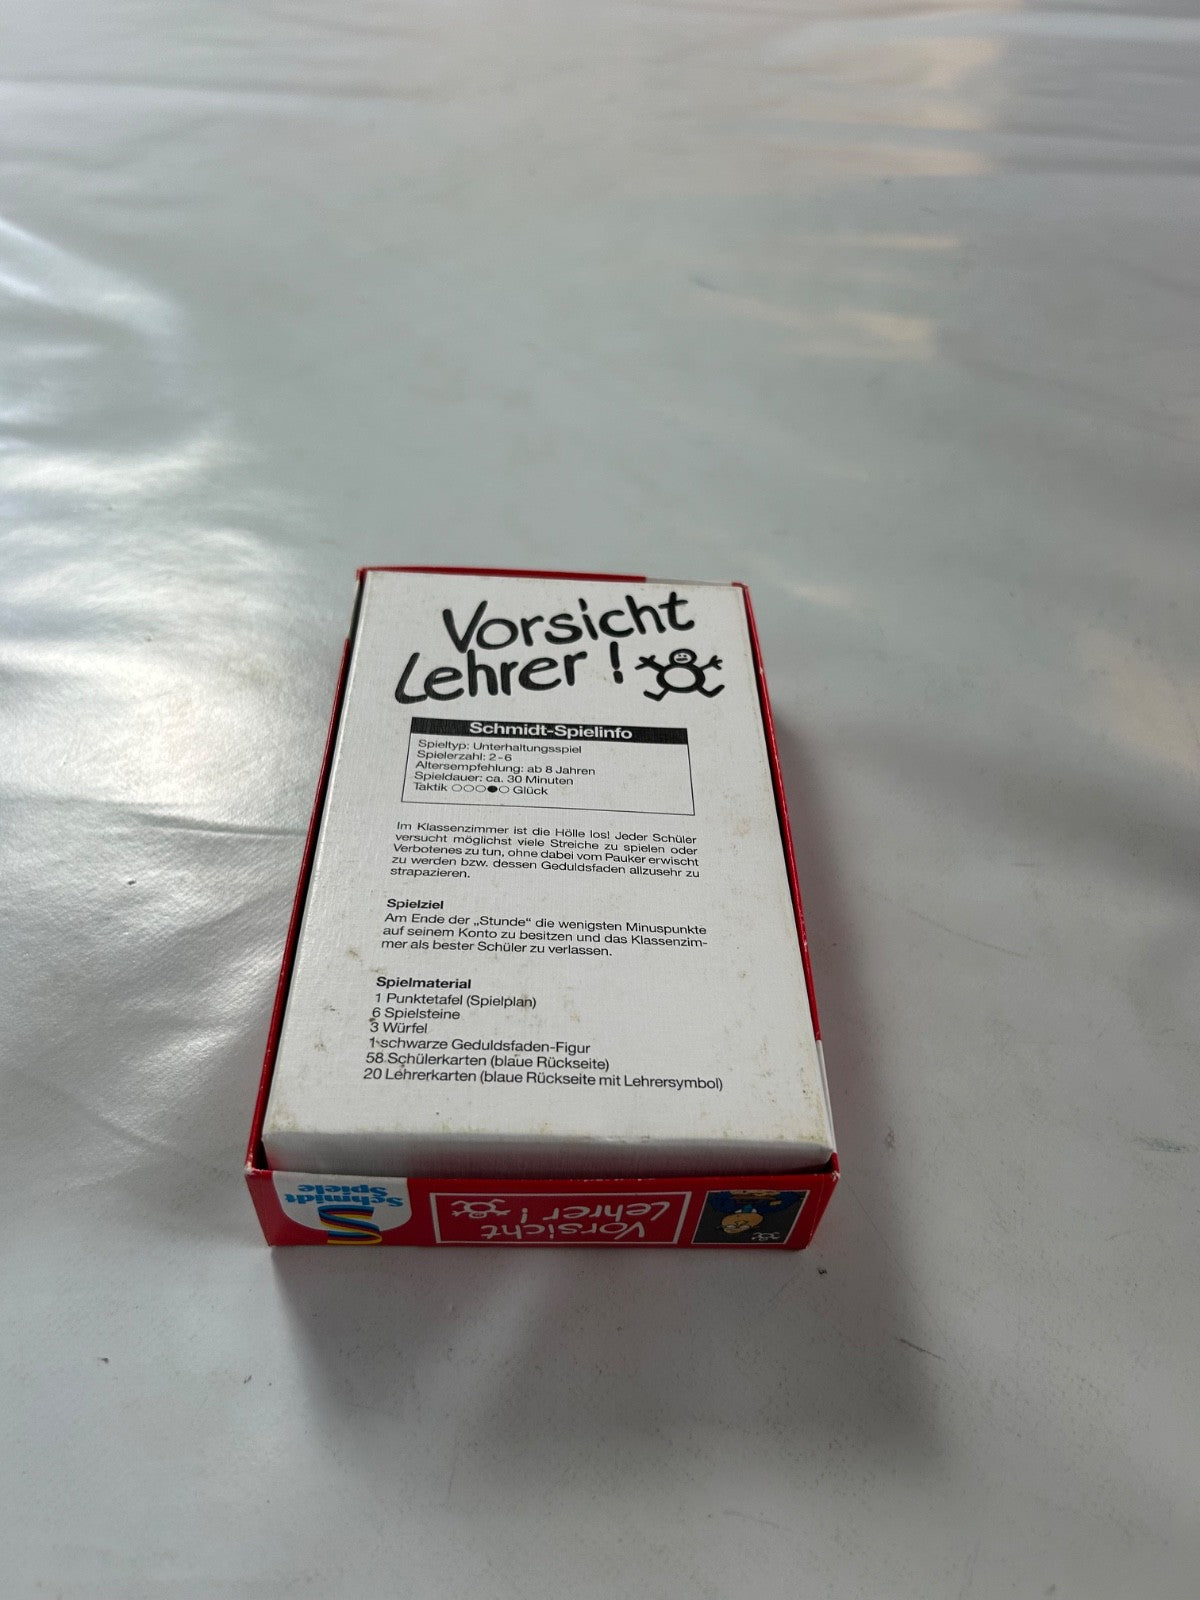 Vorsicht
Lehrer!
Schmidt-Spielinfo
Spieltyp: Unterhaltungsspiel
Spielerzahl: 2-6
Altersempfehlung: ab 8 Jahren
Spieldauer: ca. 30 Minuten
Taktik ○○○●○ Glück
Im Klassenzimmer ist die Hölle los! Jeder Schüler
versucht möglichst viele Streiche zu spielen oder
Verbotenes zu tun, ohne dabei vom Pauker erwischt
zu werden bzw. dessen Geduldsfaden allzusehr zu
strapazieren.
Spielziel
Am Ende der „Stunde“ die wenigsten Minuspunkte
auf seinem Konto zu besitzen und das Klassenzim-
mer als bester Schüler zu verlassen.
Spielmaterial
1 Punktetafel (Spielplan)
6 Spielsteine
3 Würfel
1 schwarze Geduldsfaden-Figur
58 Schülerkarten (blaue Rückseite)
20 Lehrerkarten (blaue Rückseite mit Lehrersymbol)
Schmidt
Spiele
Vorsicht
Lehrer!